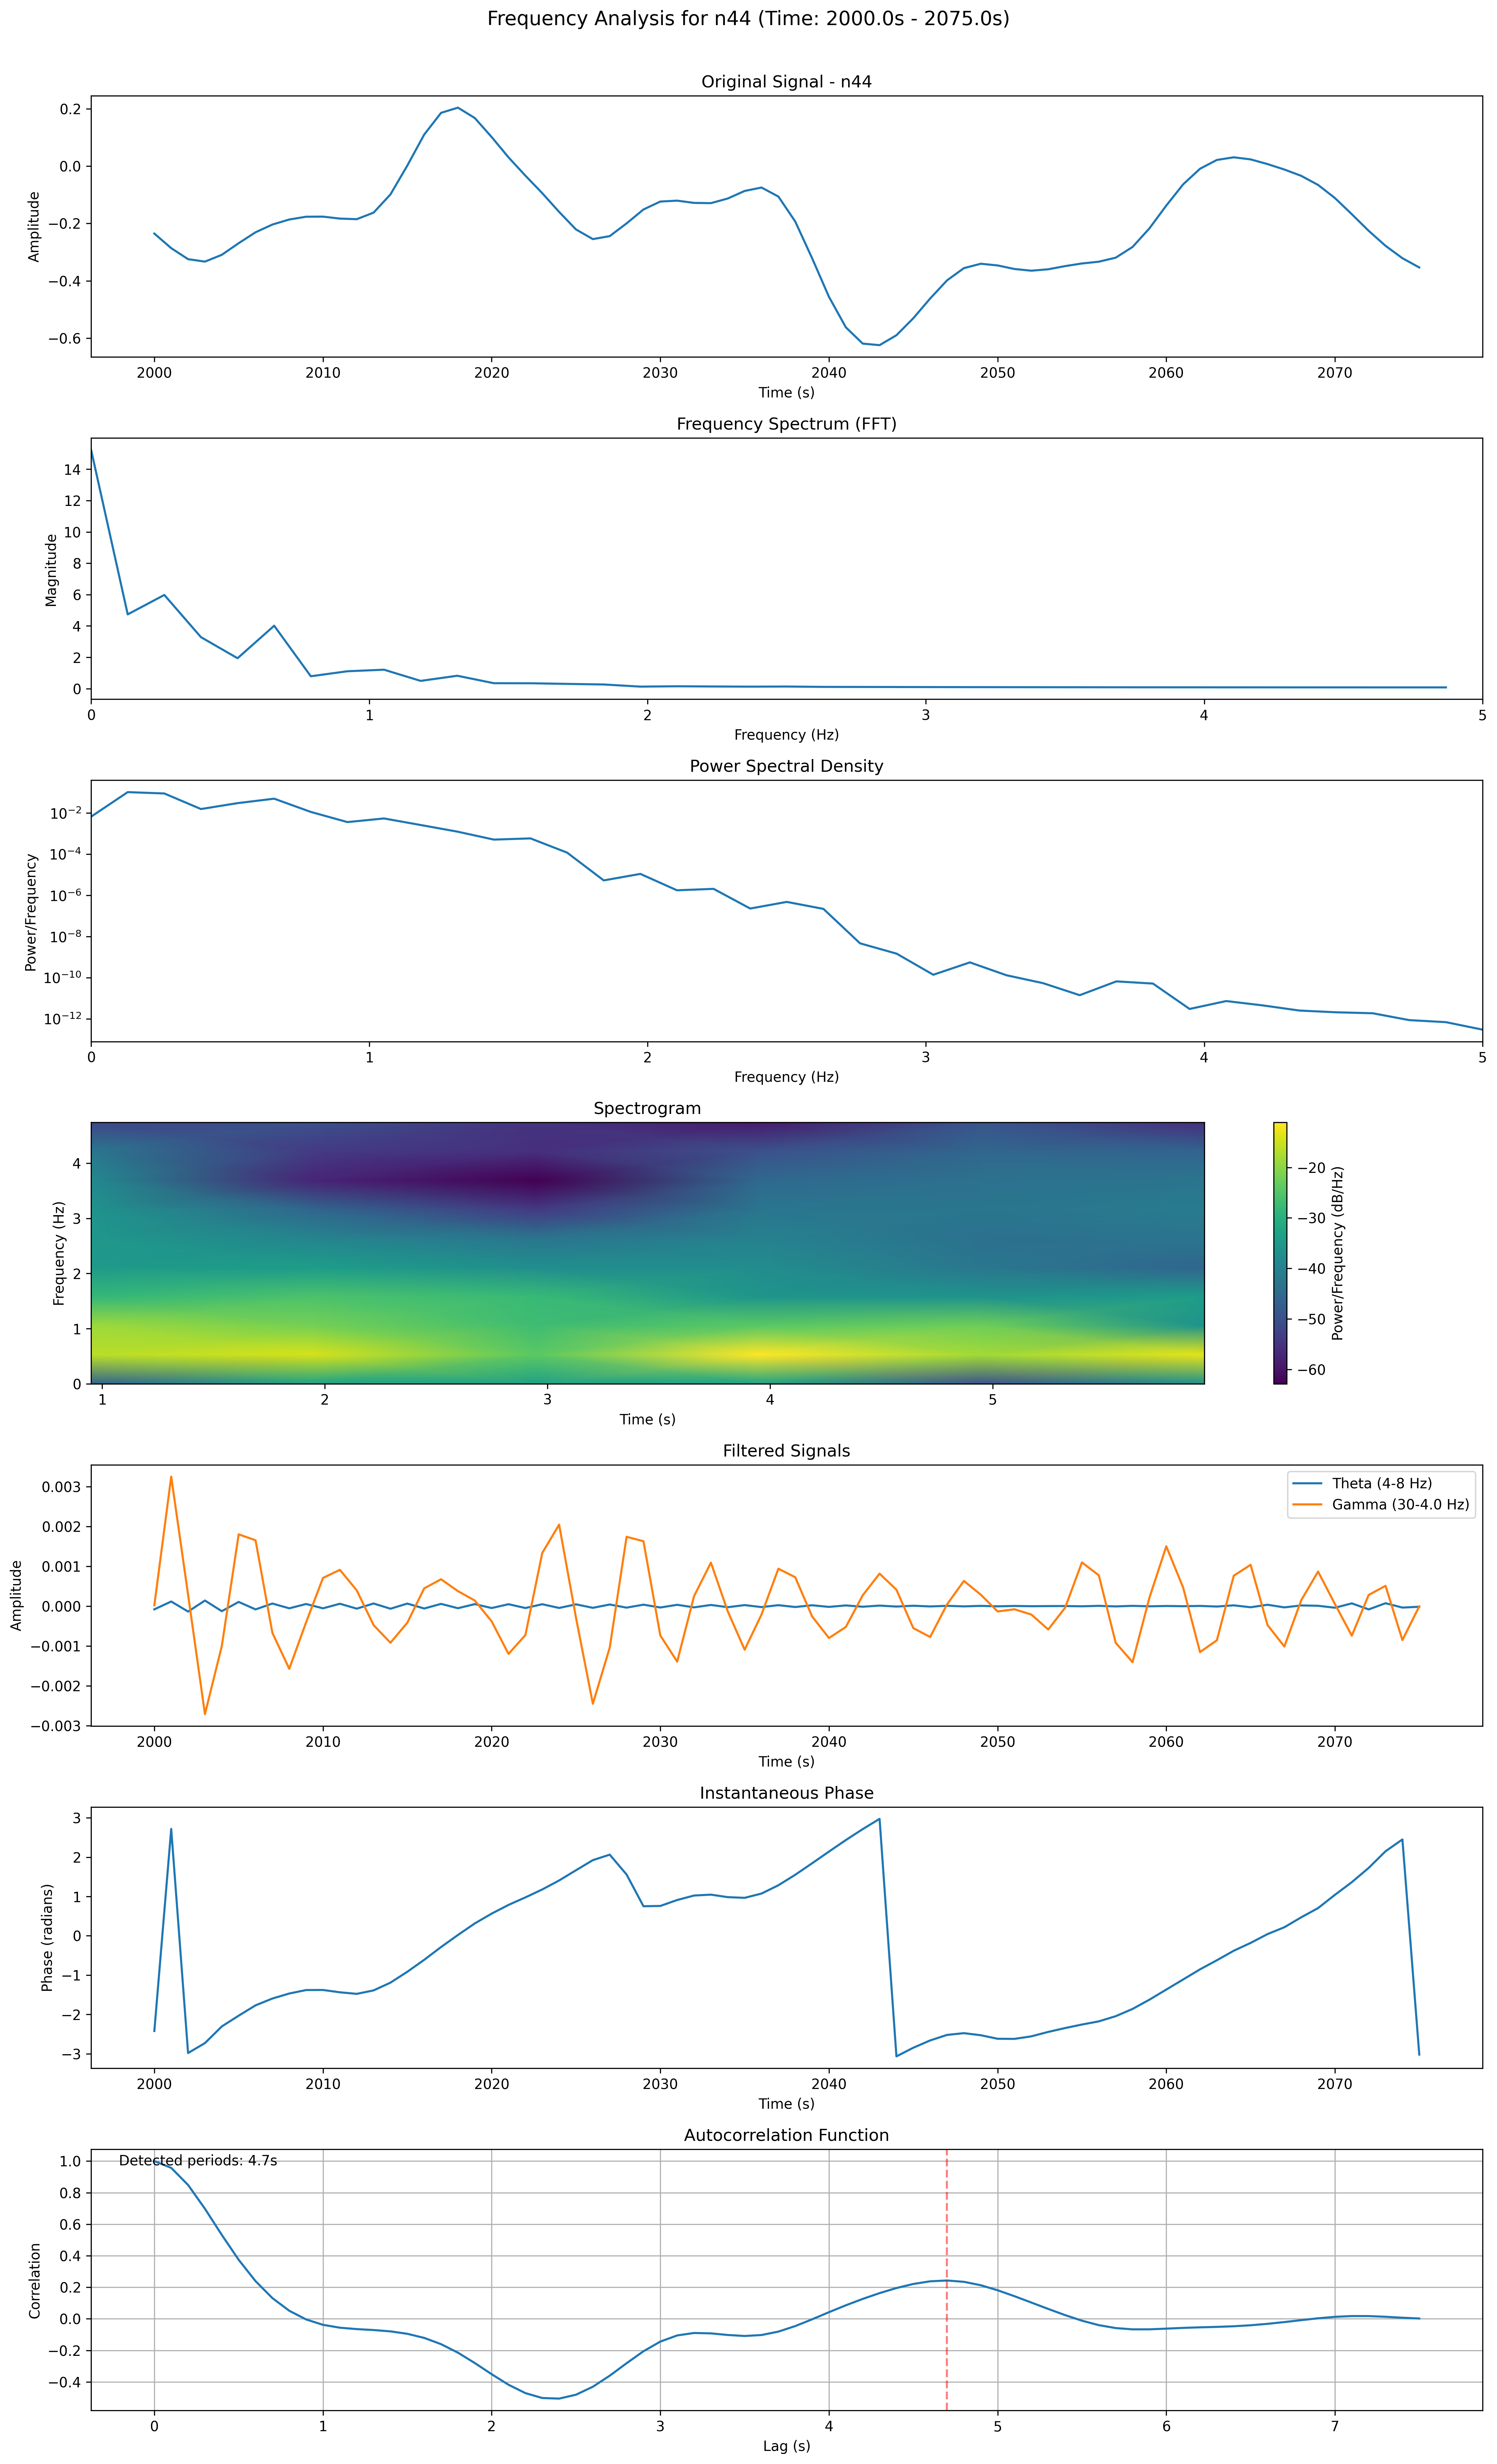 Frequency Analysis for n44 (Time: 2000.0s - 2075.0s)
Original Signal - n44
Amplitude
0.2
0.0
−0.2
−0.4
−0.6
2000 2010 2020 2030 2040 2050 2060 2070
Time (s)
Frequency Spectrum (FFT)
Magnitude
14
12
10
8
6
4
2
0
0 1 2 3 4 5
Frequency (Hz)
Power Spectral Density
Power/Frequency
10⁻²
10⁻⁴
10⁻⁶
10⁻⁸
10⁻¹⁰
10⁻¹²
0 1 2 3 4 5
Frequency (Hz)
Spectrogram
Frequency (Hz)
4
3
2
1
0
1 2 3 4 5
Time (s)
−20
−30
−40
−50
−60
Power/Frequency (dB/Hz)
Filtered Signals
Amplitude
0.003
0.002
0.001
0.000
−0.001
−0.002
−0.003
Theta (4-8 Hz)
Gamma (30-4.0 Hz)
2000 2010 2020 2030 2040 2050 2060 2070
Time (s)
Instantaneous Phase
Phase (radians)
3
2
1
0
−1
−2
−3
2000 2010 2020 2030 2040 2050 2060 2070
Time (s)
Autocorrelation Function
Detected periods: 4.7s
Correlation
1.0
0.8
0.6
0.4
0.2
0.0
−0.2
−0.4
0 1 2 3 4 5 6 7
Lag (s)